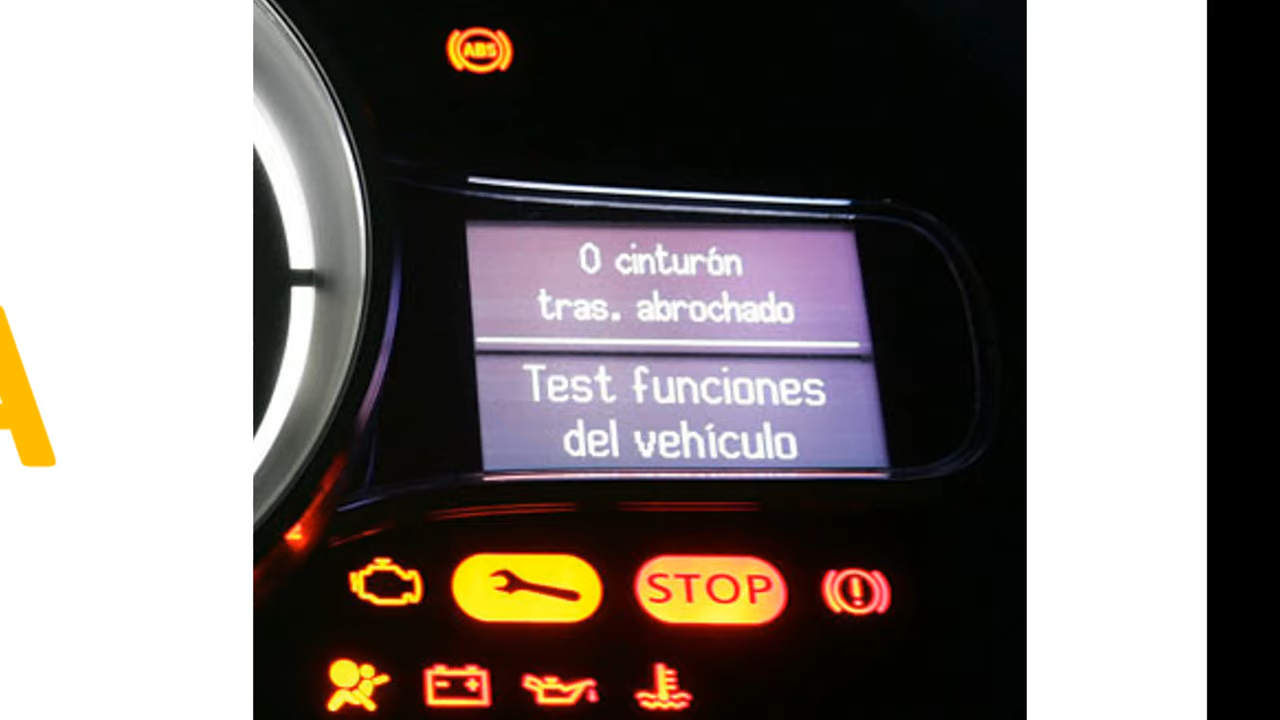 ABS
0 cinturón
tras. abrochado
Test funciones
del vehículo
STOP
A